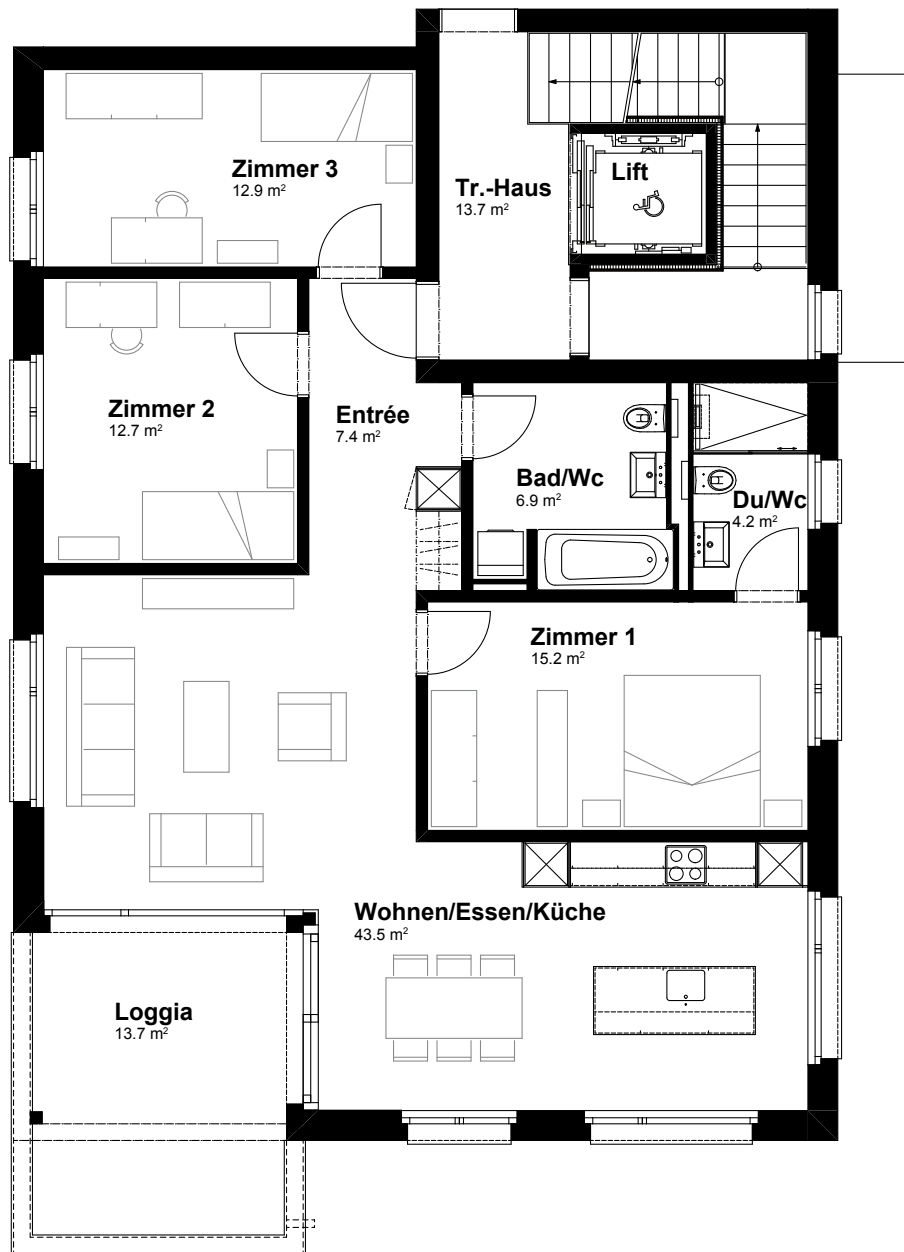 Zimmer 3
12.9 m²
Tr.-Haus
13.7 m²
Lift
Zimmer 2
12.7 m²
Entrée
7.4 m²
Bad/Wc
6.9 m²
Du/Wc
4.2 m²
Zimmer 1
15.2 m²
Wohnen/Essen/Küche
43.5 m²
Loggia
13.7 m²